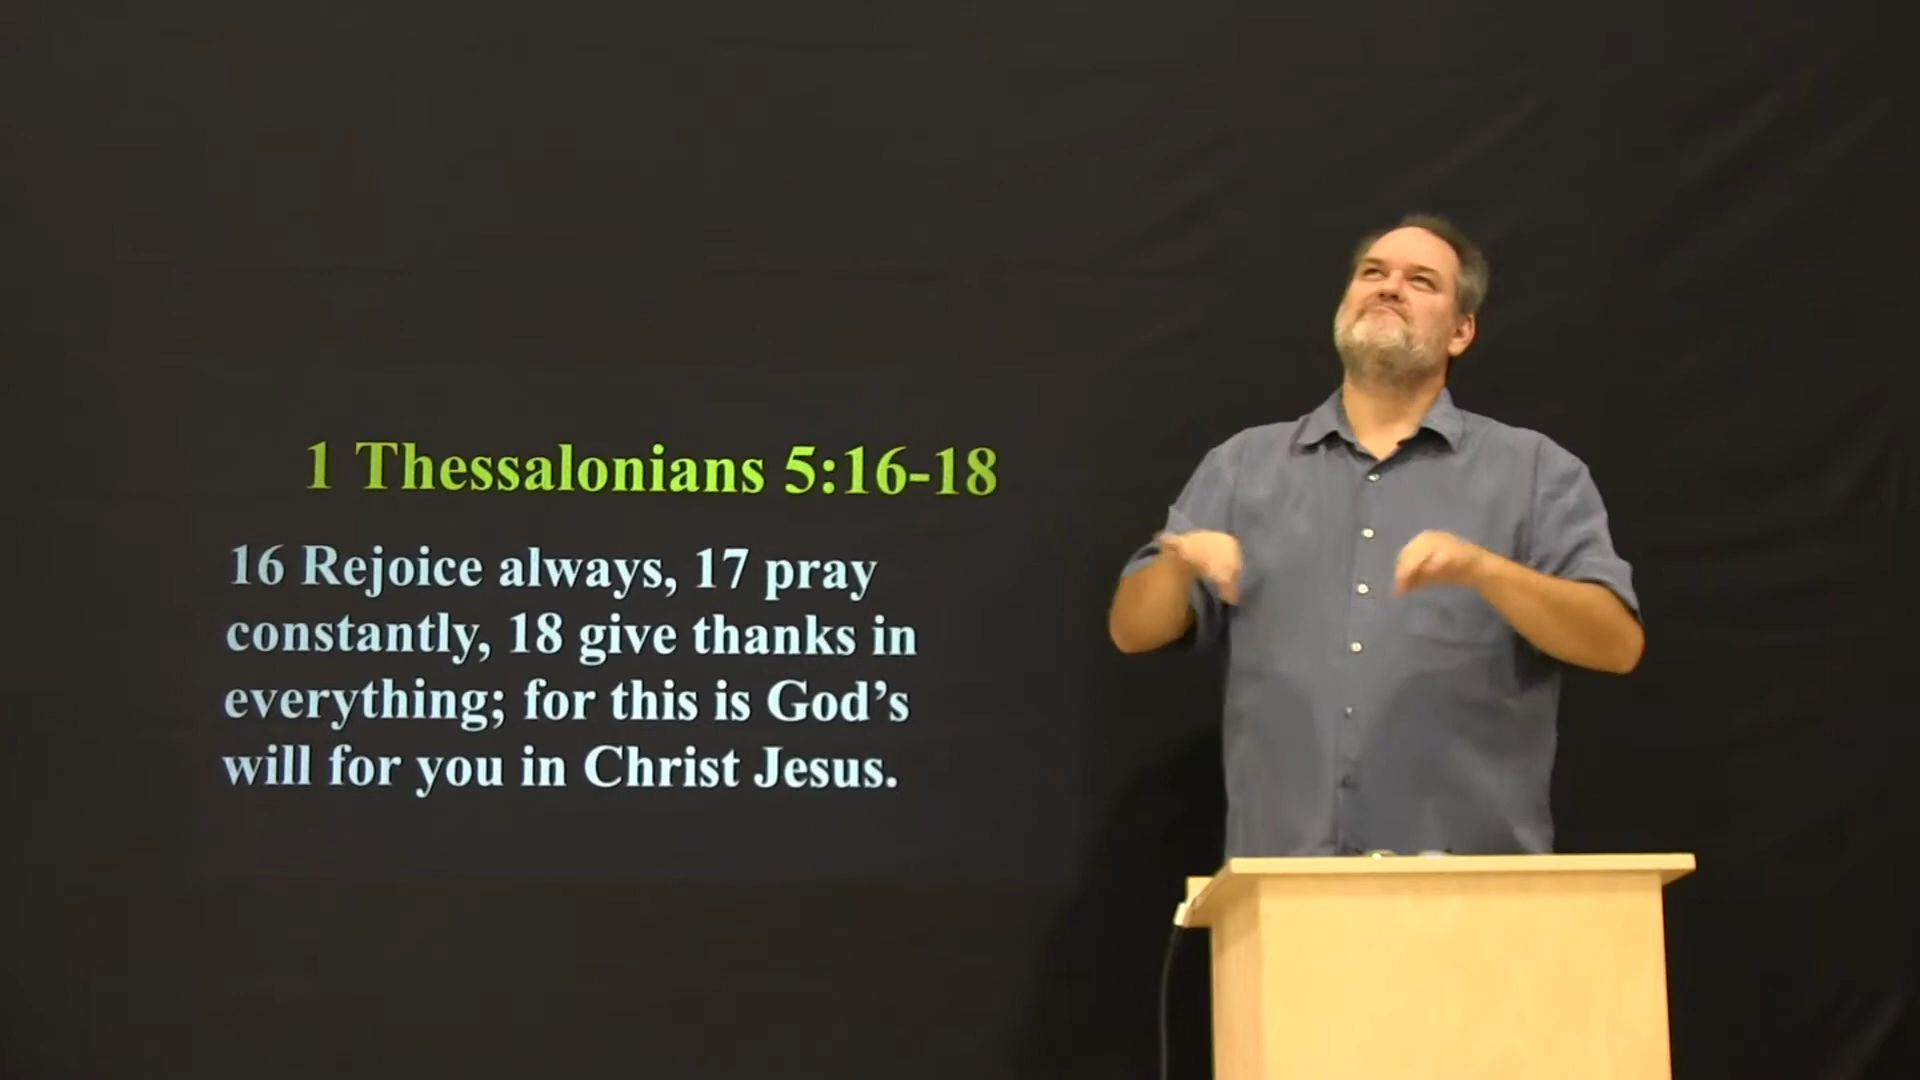 1 Thessalonians 5:16-18
16 Rejoice always, 17 pray
constantly, 18 give thanks in
everything; for this is God’s
will for you in Christ Jesus.